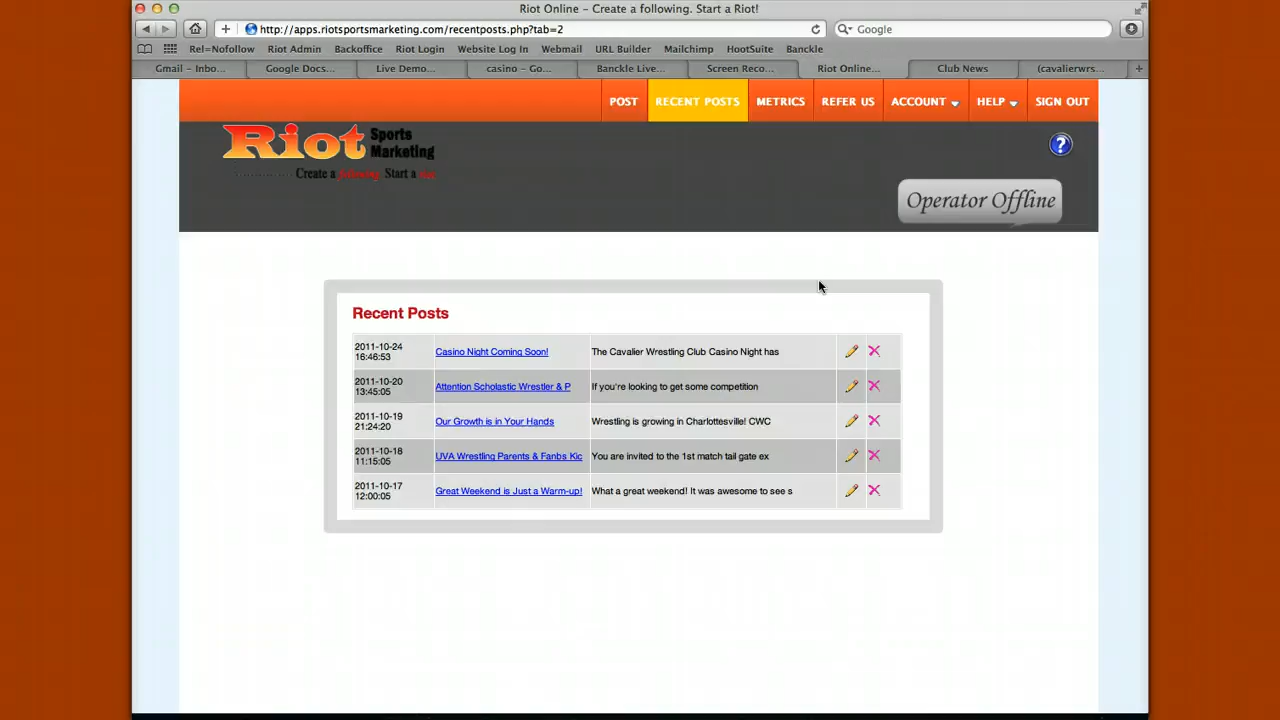 Riot Online – Create a following. Start a Riot!
http://apps.riotsportsmarketing.com/recentposts.php?tab=2
Google
Rel=Nofollow Riot Admin Backoffice Riot Login Website Log In Webmail URL Builder Mailchimp HootSuite Banckle
Gmail – Inbo... Google Docs... Live Demo... casino – Go... Banckle Live... Screen Reco... Riot Online... Club News (cavalierwrs... +
POST RECENT POSTS METRICS REFER US ACCOUNT HELP SIGN OUT
Riot Sports Marketing
Create a following. Start a
?
Operator Offline
Recent Posts
2011-10-24 16:46:53 Casino Night Coming Soon! The Cavalier Wrestling Club Casino Night has
2011-10-20 13:45:05 Attention Scholastic Wrestler & P If you're looking to get some competition
2011-10-19 21:24:20 Our Growth is in Your Hands Wrestling is growing in Charlottesville! CWC
2011-10-18 11:15:05 UVA Wrestling Parents & Fanbs Kic You are invited to the 1st match tail gate ex
2011-10-17 12:00:05 Great Weekend is Just a Warm-up! What a great weekend! It was awesome to see s